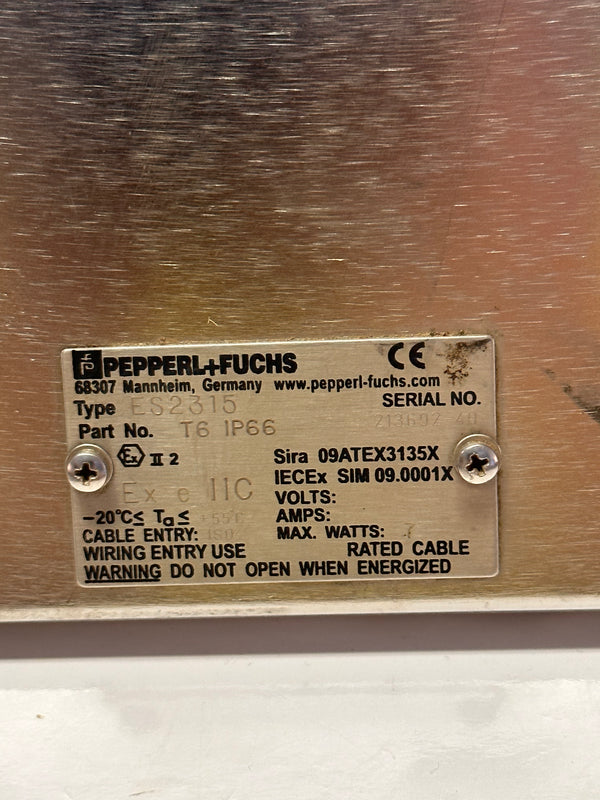 PEPPERL+FUCHS CE
68307 Mannheim, Germany www.pepperl-fuchs.com
Type ES2315 SERIAL NO.
Part No. T6 IP66
Ex II 2 Sira 09ATEX3135X
IECEx SIM 09.0001X
Ex e IIC VOLTS:
-20°C≤ Ta≤ AMPS:
CABLE ENTRY: MAX. WATTS:
WIRING ENTRY USE RATED CABLE
WARNING DO NOT OPEN WHEN ENERGIZED